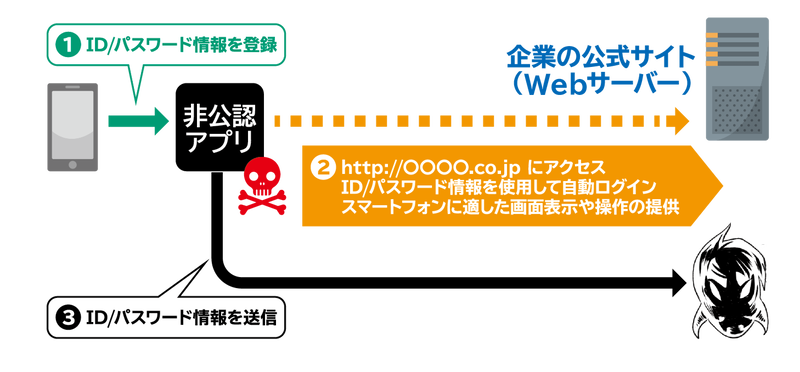 1 ID/パスワード情報を登録
企業の公式サイト
（Webサーバー）
非公認
アプリ
2 http://〇〇〇〇.co.jp にアクセス
ID/パスワード情報を使用して自動ログイン
スマートフォンに適した画面表示や操作の提供
3 ID/パスワード情報を送信